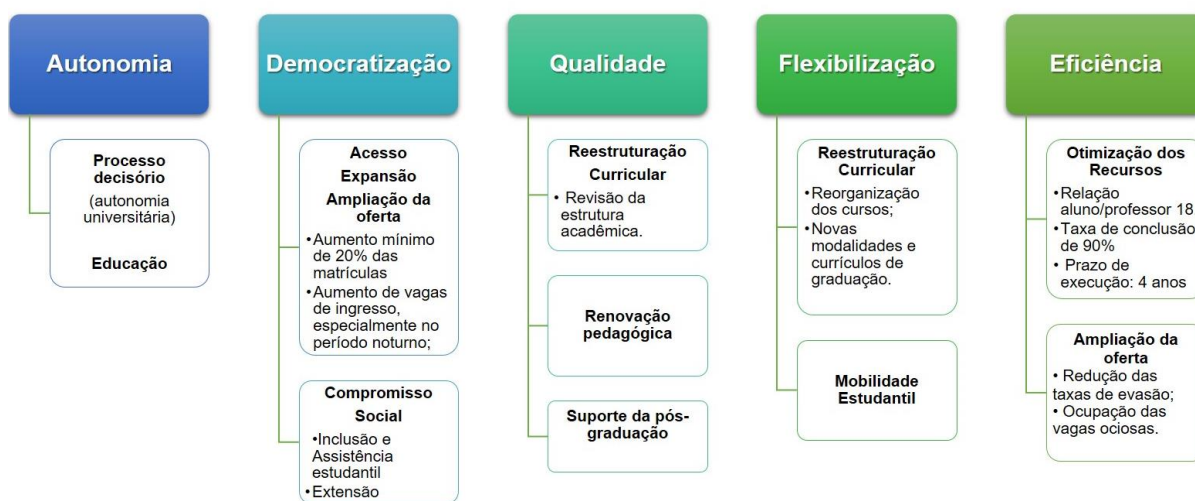 Autonomia
Processo
decisório
(autonomia
universitária)
Educação
Democratização
Acesso
Expansão
Ampliação da
oferta
•Aumento mínimo
de 20% das
matrículas
•Aumento de vagas
de ingresso,
especialmente no
período noturno;
Compromisso
Social
•Inclusão e
Assistência
estudantil
•Extensão
Qualidade
Reestruturação
Curricular
• Revisão da
estrutura
acadêmica.
Renovação
pedagógica
Suporte da pós-
graduação
Flexibilização
Reestruturação
Curricular
•Reorganização
dos cursos;
•Novas
modalidades e
currículos de
graduação.
Mobilidade
Estudantil
Eficiência
Otimização dos
Recursos
•Relação
aluno/professor 18
•Taxa de conclusão
de 90%
• Prazo de
execução: 4 anos
Ampliação da
oferta
• Redução das
taxas de evasão;
• Ocupação das
vagas ociosas.